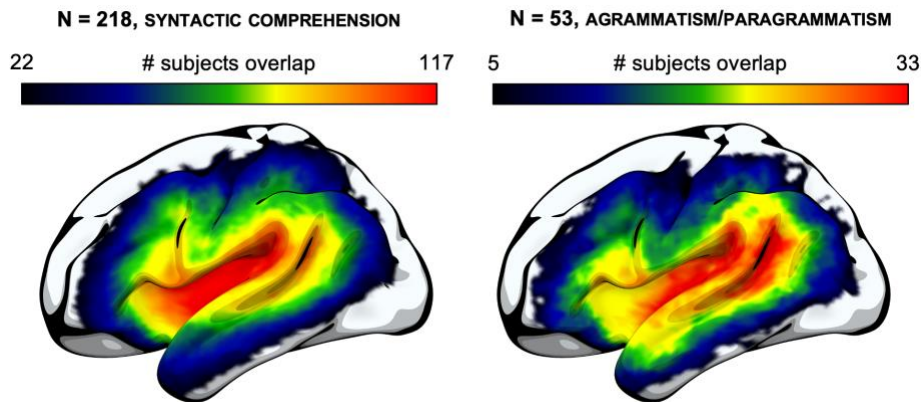 N = 218, SYNTACTIC COMPREHENSION
22 # subjects overlap 117
N = 53, AGRAMMATISM/PARAGRAMMATISM
5 # subjects overlap 33